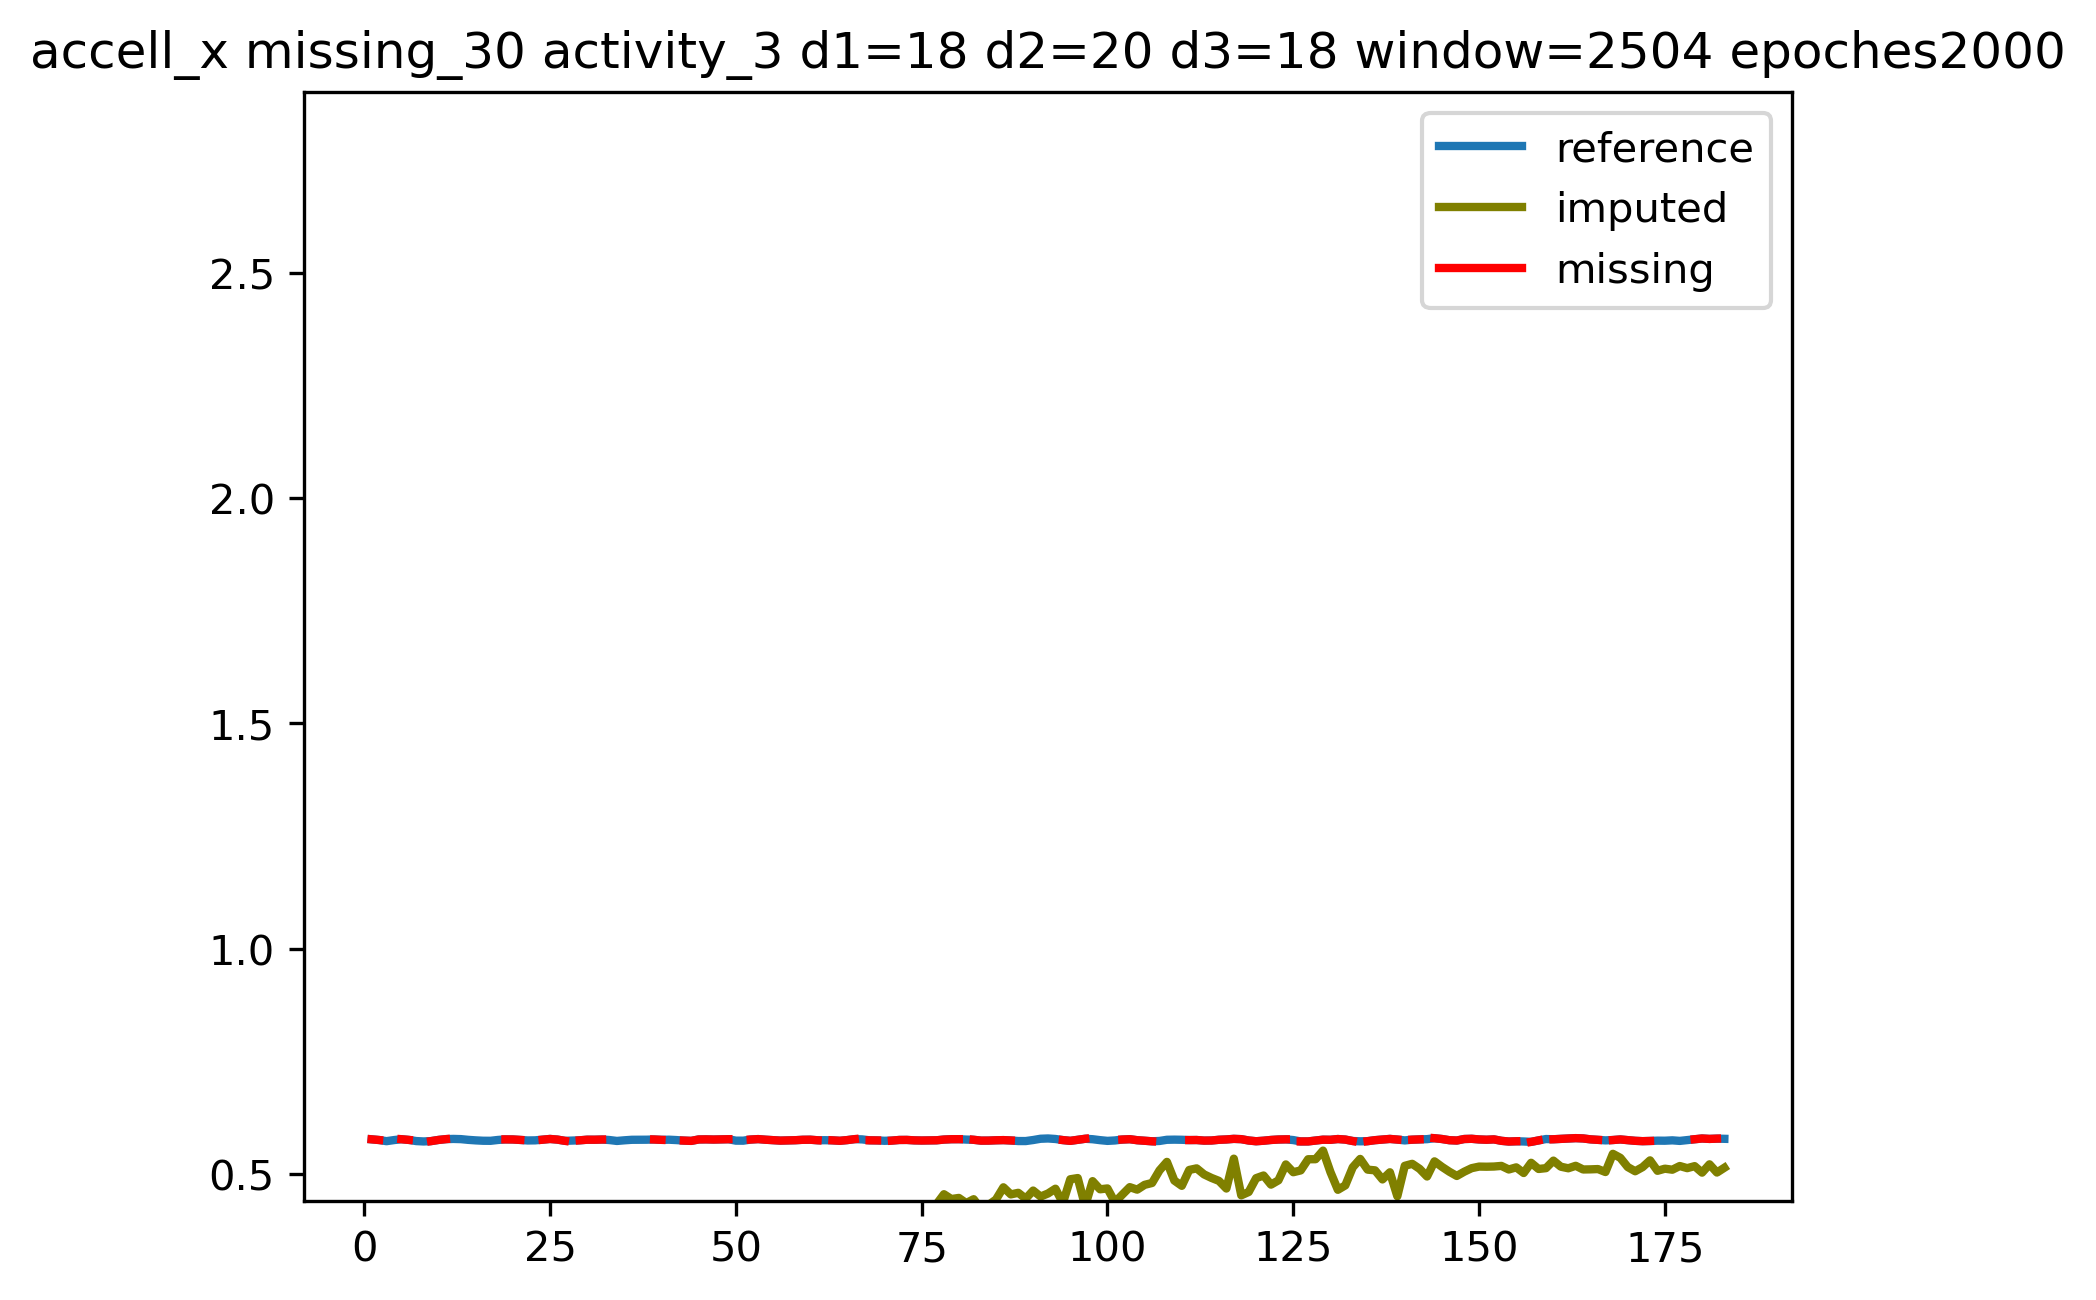 accell_x missing_30 activity_3 d1=18 d2=20 d3=18 window=2504 epoches2000
reference
imputed
missing
2.5
2.0
1.5
1.0
0.5
0 25 50 75 100 125 150 175